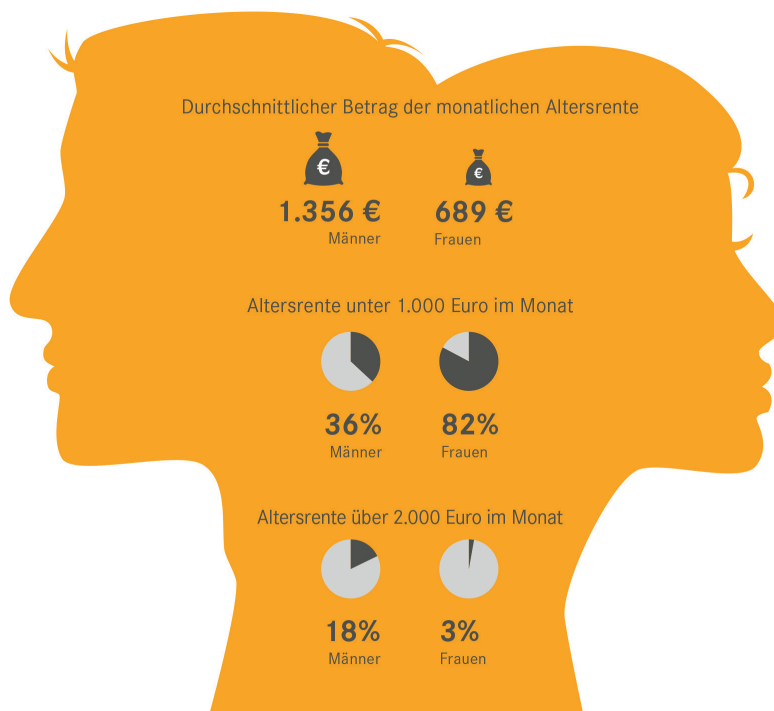 Durchschnittlicher Betrag der monatlichen Altersrente
€ €
1.356 € 689 €
Männer Frauen
Altersrente unter 1.000 Euro im Monat
36% 82%
Männer Frauen
Altersrente über 2.000 Euro im Monat
18% 3%
Männer Frauen